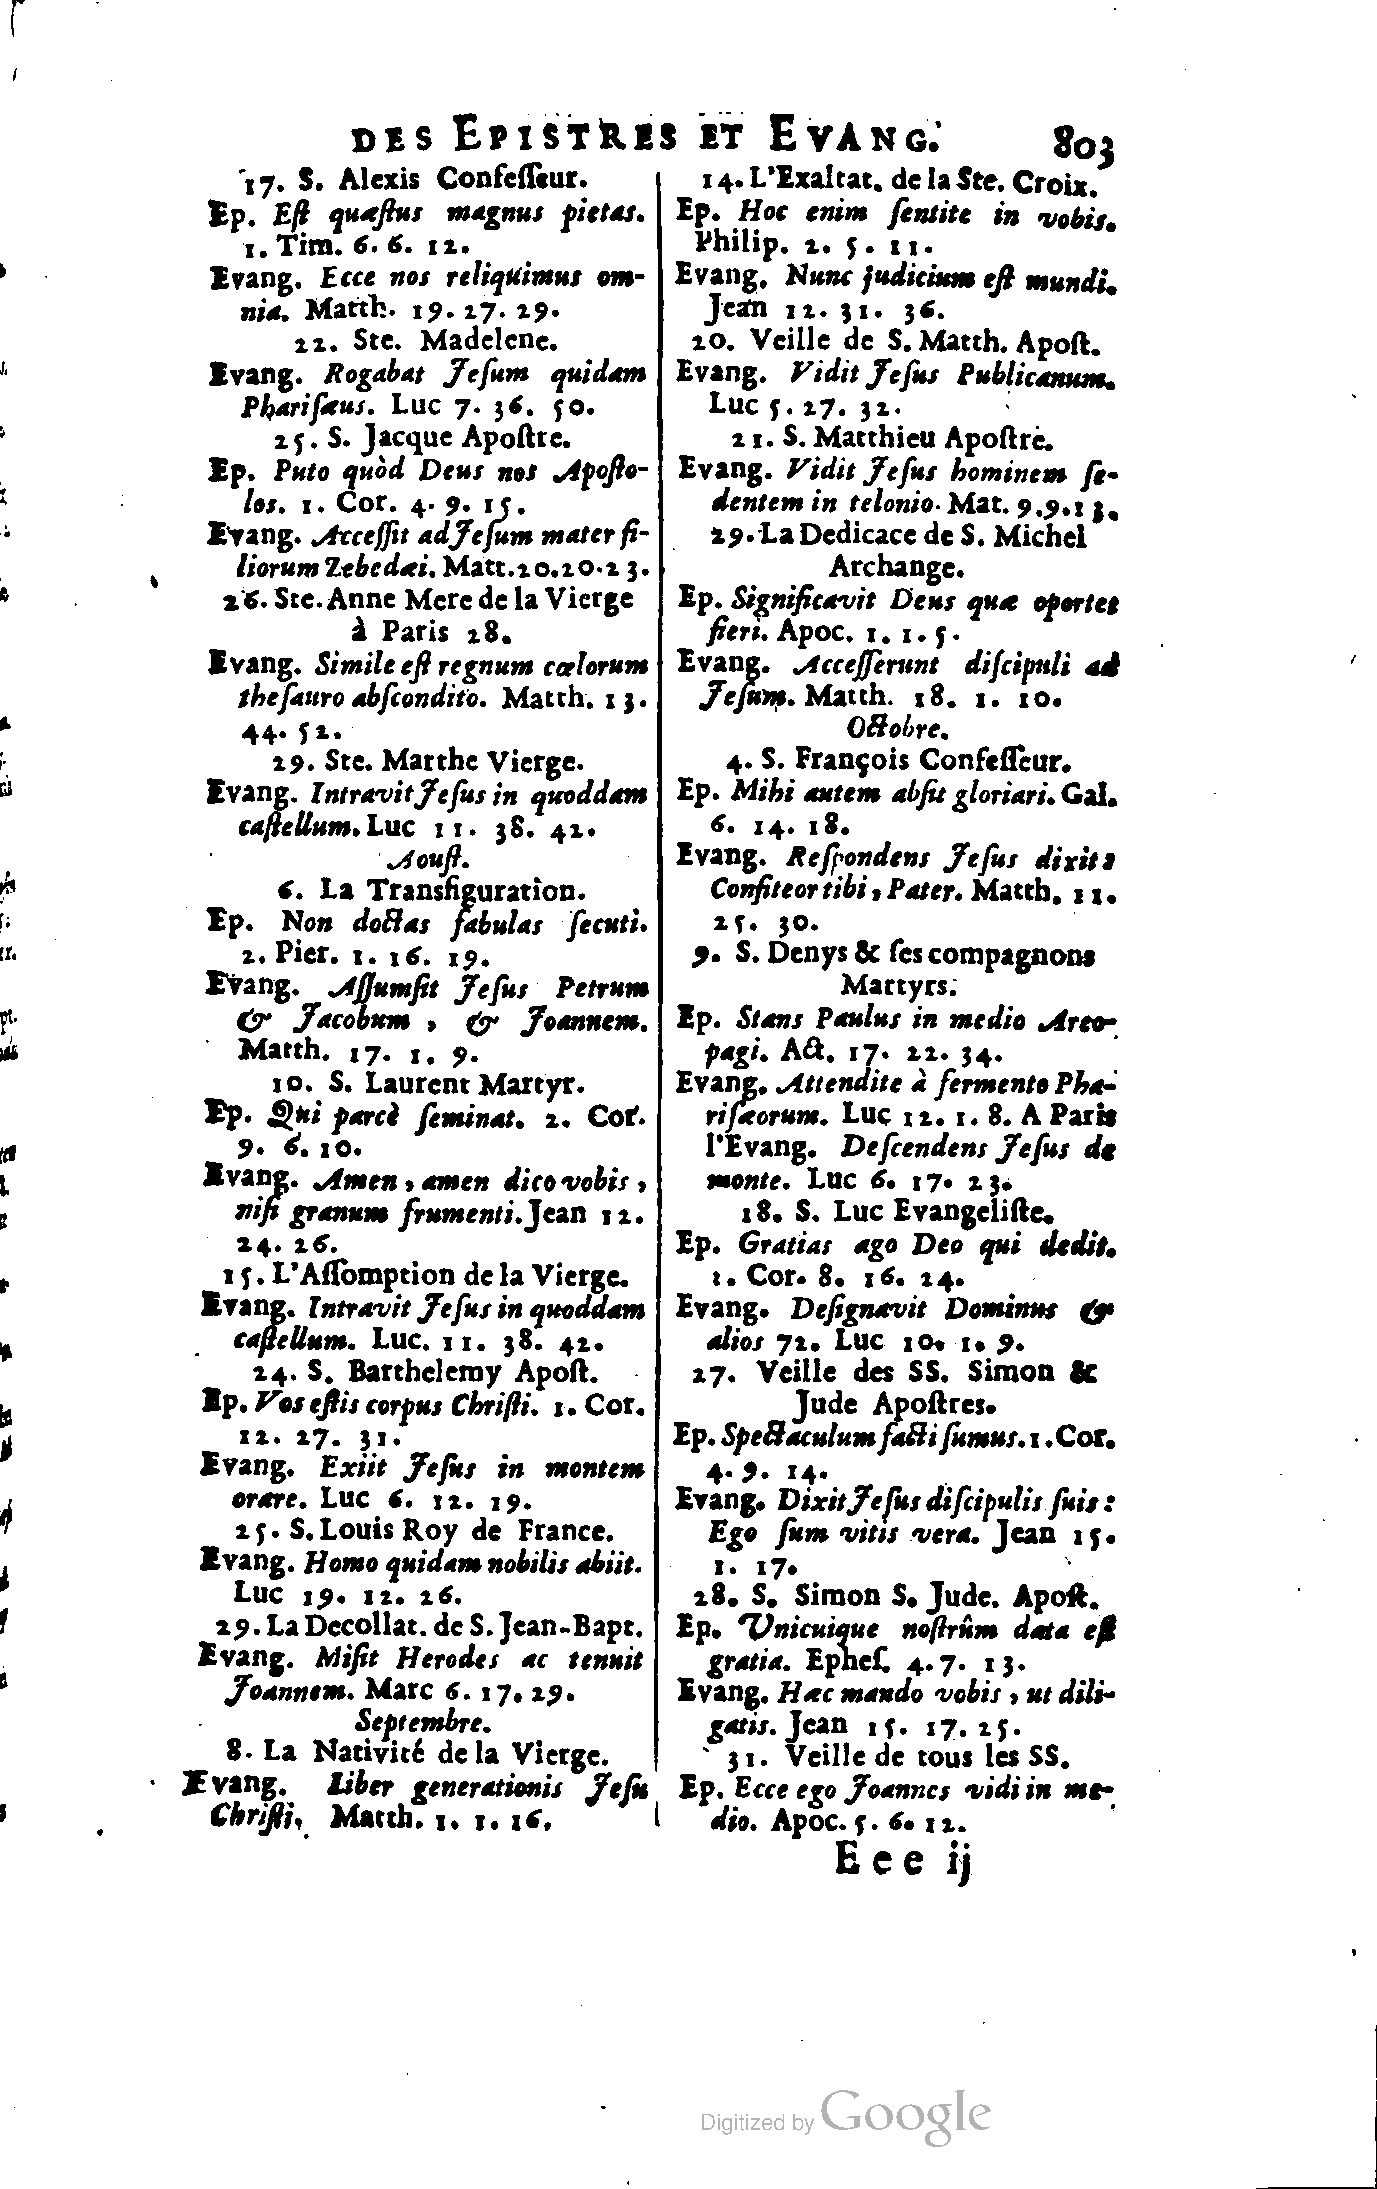 DES EPISTRES ET EVANG. 803
17. S. Alexis Confeſſeur.
Ep. Eſt quæſtus magnus pietas.
1. Tim. 6. 6. 12.
Evang. Ecce nos reliquimus om-
nia. Matth. 19. 27. 29.
22. Ste. Madelene.
Evang. Rogabat Jeſum quidam
Phariſæus. Luc 7. 36. 50.
25. S. Jacque Apoſtre.
Ep. Puto quòd Deus nos Apoſto-
los. 1. Cor. 4. 9. 15.
Evang. Acceſſit ad Jeſum mater fi-
liorum Zebedæi. Matt. 20. 20. 23.
26. Ste. Anne Mere de la Vierge
à Paris 28.
Evang. Simile eſt regnum cœlorum
theſauro abſcondito. Matth. 13.
44. 52.
29. Ste. Marthe Vierge.
Evang. Intravit Jeſus in quoddam
caſtellum. Luc 11. 38. 42.
Aouſt.
6. La Transfiguration.
Ep. Non doctas fabulas ſecuti.
2. Pier. 1. 16. 19.
Evang. Aſſumſit Jeſus Petrum
& Jacobum, & Joannem.
Matth. 17. 1. 9.
10. S. Laurent Martyr.
Ep. Qui parcè ſeminat. 2. Cor.
9. 6. 10.
Evang. Amen, amen dico vobis,
niſi granum frumenti. Jean 12.
24. 26.
15. L'Aſſomption de la Vierge.
Evang. Intravit Jeſus in quoddam
caſtellum. Luc. 11. 38. 42.
24. S. Barthelemy Apoſt.
Ep. Vos eſtis corpus Chriſti. 1. Cor.
12. 27. 31.
Evang. Exiit Jeſus in montem
orare. Luc 6. 12. 19.
25. S. Louis Roy de France.
Evang. Homo quidam nobilis abiit.
Luc 19. 12. 26.
29. La Decollat. de S. Jean-Bapt.
Evang. Miſit Herodes ac tenuit
Joannem. Marc 6. 17. 29.
Septembre.
8. La Nativité de la Vierge.
Evang. Liber generationis Jeſu
Chriſti, Matth. 1. 1. 16.
14. L'Exaltat. de la Ste. Croix.
Ep. Hoc enim ſentite in vobis.
Philip. 2. 5. 11.
Evang. Nunc judicium eſt mundi.
Jean 12. 31. 36.
20. Veille de S. Matth. Apoſt.
Evang. Vidit Jeſus Publicanum.
Luc 5. 27. 32.
21. S. Matthieu Apoſtre.
Evang. Vidit Jeſus hominem ſe-
dentem in telonio. Mat. 9. 9. 13.
29. La Dedicace de S. Michel
Archange.
Ep. Significavit Deus quæ oportet
fieri. Apoc. 1. 1. 5.
Evang. Acceſſerunt diſcipuli ad
Jeſum. Matth. 18. 1. 10.
Octobre.
4. S. François Confeſſeur.
Ep. Mihi autem abſit gloriari. Gal.
6. 14. 18.
Evang. Reſpondens Jeſus dixit:
Confiteor tibi, Pater. Matth. 11.
25. 30.
9. S. Denys & ſes compagnons
Martyrs.
Ep. Stans Paulus in medio Areo-
pagi. Act. 17. 22. 34.
Evang. Attendite à fermento Pha-
riſæorum. Luc 12. 1. 8. A Paris
l'Evang. Deſcendens Jeſus de
monte. Luc 6. 17. 23.
18. S. Luc Evangeliſte.
Ep. Gratias ago Deo qui dedit.
1. Cor. 8. 16. 24.
Evang. Deſignavit Dominus &
alios 72. Luc 10. 1. 9.
27. Veille des SS. Simon &
Jude Apoſtres.
Ep. Spectaculum facti ſumus. 1. Cor.
4. 9. 14.
Evang. Dixit Jeſus diſcipulis ſuis:
Ego ſum vitis vera. Jean 15.
1. 17.
28. S. Simon S. Jude. Apoſt.
Ep. Unicuique noſtrûm data eſt
gratia. Epheſ. 4. 7. 13.
Evang. Hæc mando vobis, ut dili-
gatis. Jean 15. 17. 25.
31. Veille de tous les SS.
Ep. Ecce ego Joannes vidi in me-
dio. Apoc. 5. 6. 12.
Eee ij
Digitized by Google